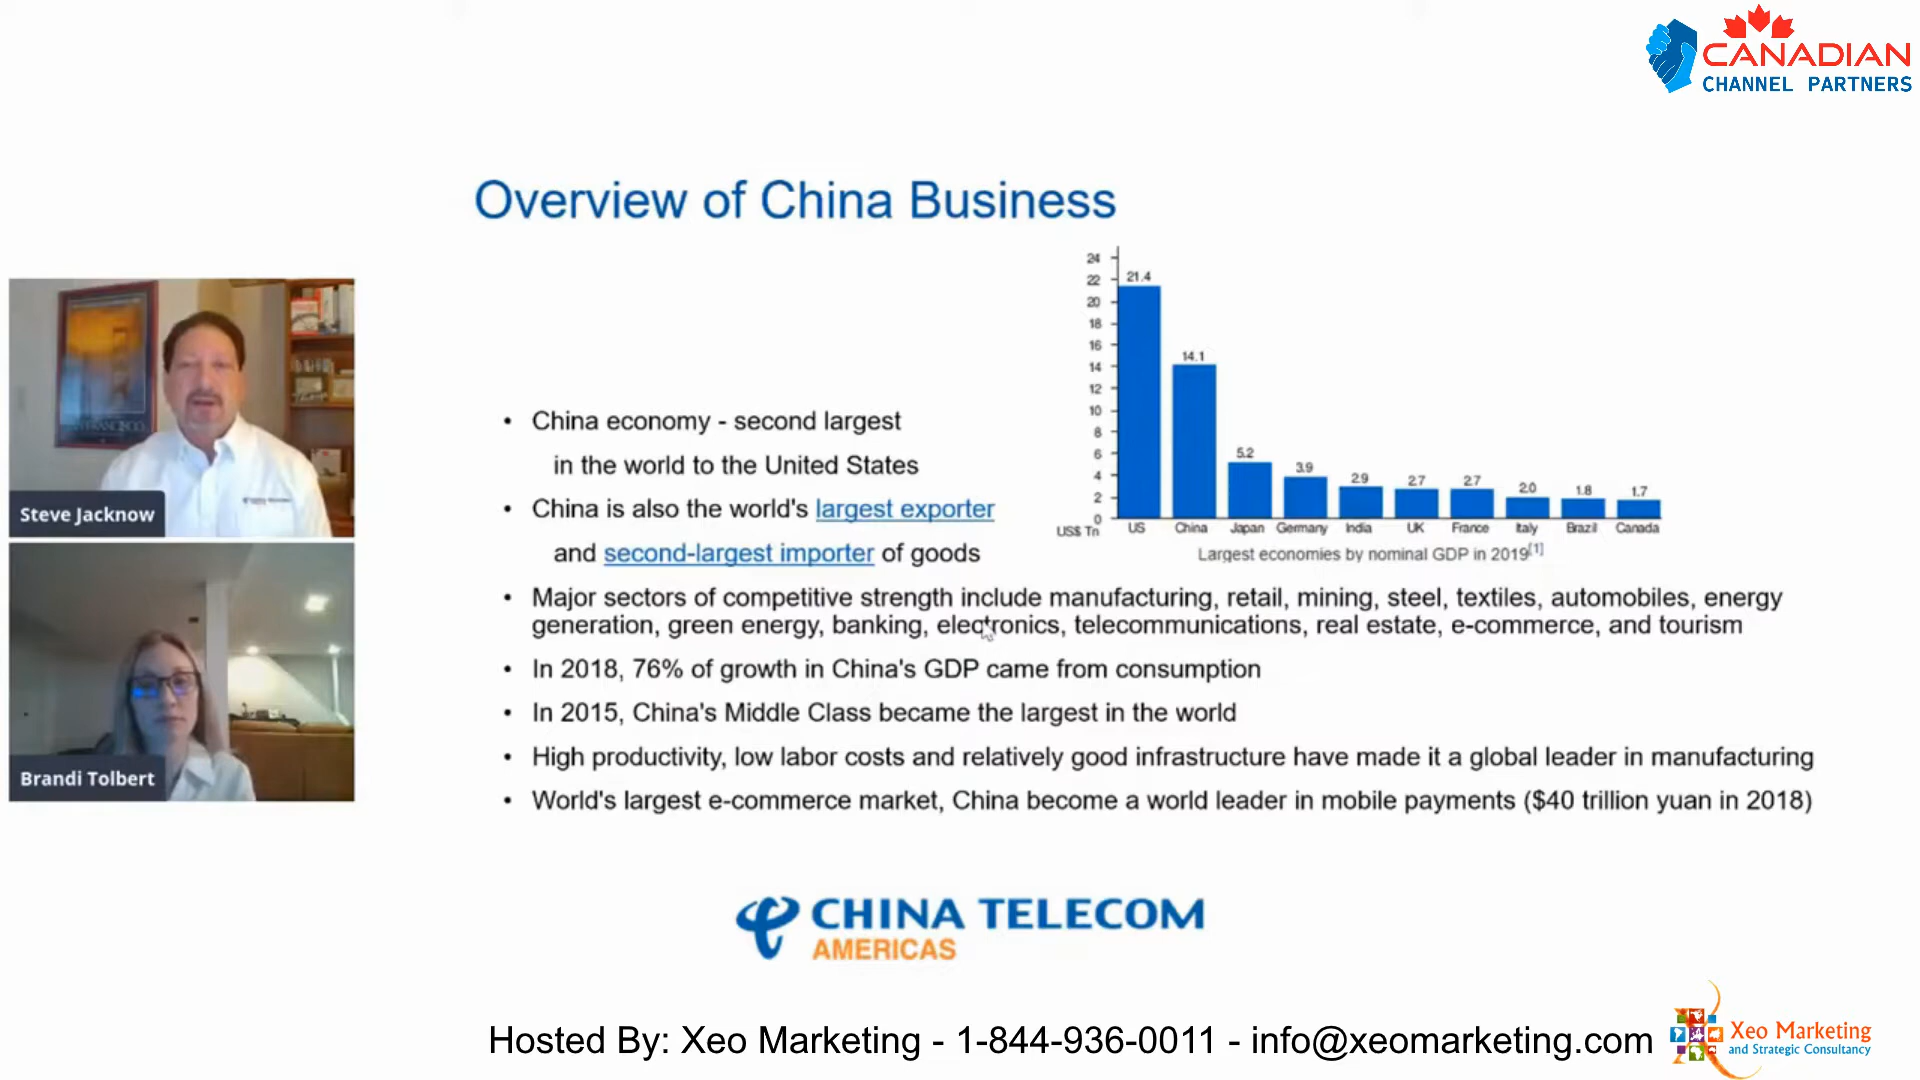 CANADIAN
CHANNEL PARTNERS
Overview of China Business
24
22
20
18
16
14
12
10
8
6
4
2
0
US$ Tn
21.4
14.1
5.2
3.9
2.9
2.7
2.7
2.0
1.8
1.7
US China Japan Germany India UK France Italy Brazil Canada
Largest economies by nominal GDP in 2019[1]
• China economy - second largest
in the world to the United States
• China is also the world's largest exporter
and second-largest importer of goods
• Major sectors of competitive strength include manufacturing, retail, mining, steel, textiles, automobiles, energy
generation, green energy, banking, electronics, telecommunications, real estate, e-commerce, and tourism
• In 2018, 76% of growth in China's GDP came from consumption
• In 2015, China's Middle Class became the largest in the world
• High productivity, low labor costs and relatively good infrastructure have made it a global leader in manufacturing
• World's largest e-commerce market, China become a world leader in mobile payments ($40 trillion yuan in 2018)
Steve Jacknow
Brandi Tolbert
CHINA TELECOM
AMERICAS
Hosted By: Xeo Marketing - 1-844-936-0011 - info@xeomarketing.com
Xeo Marketing
and Strategic Consultancy